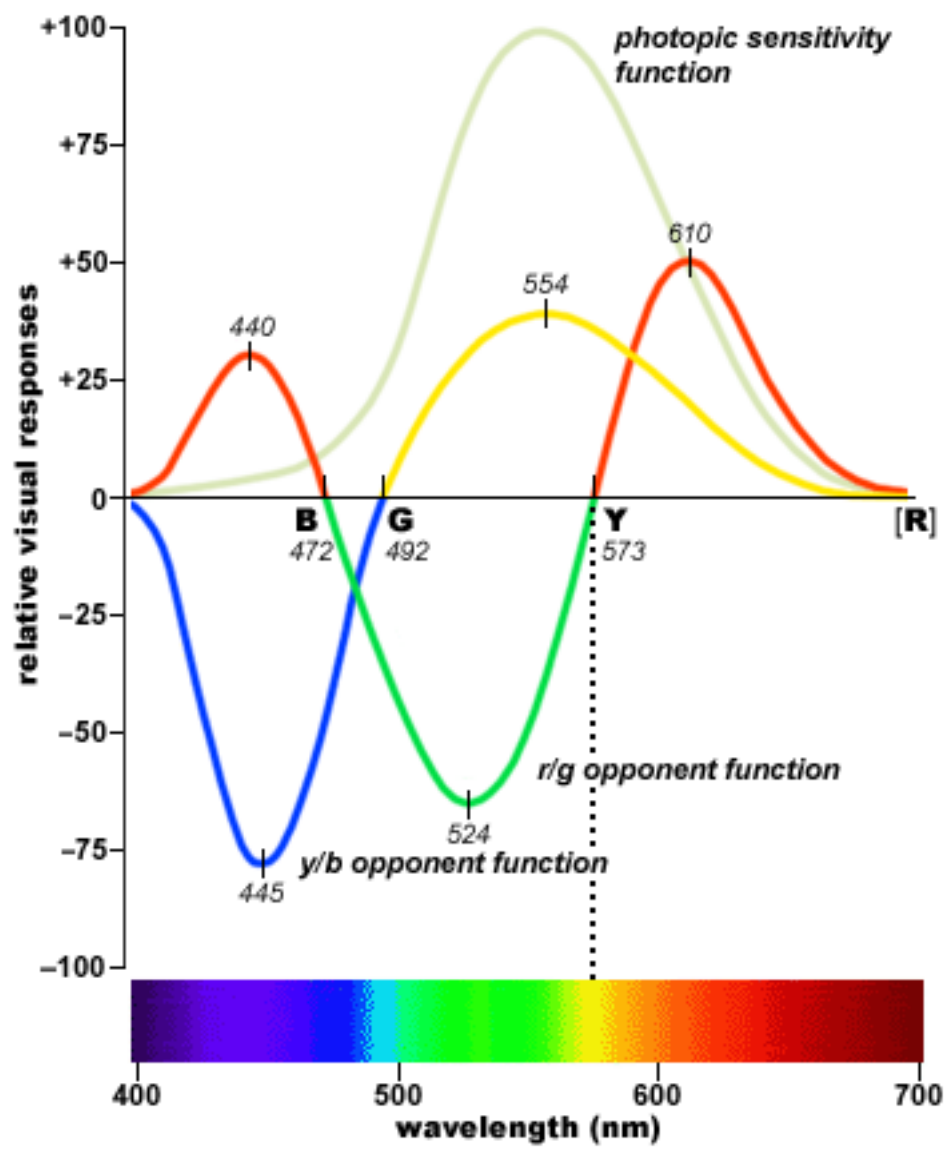 +100
photopic sensitivity
function
+75
610
+50
554
440
+25
relative visual responses
0
B
G
Y
[R]
472
492
573
–25
–50
r/g opponent function
524
–75
y/b opponent function
445
–100
400
500
600
700
wavelength (nm)